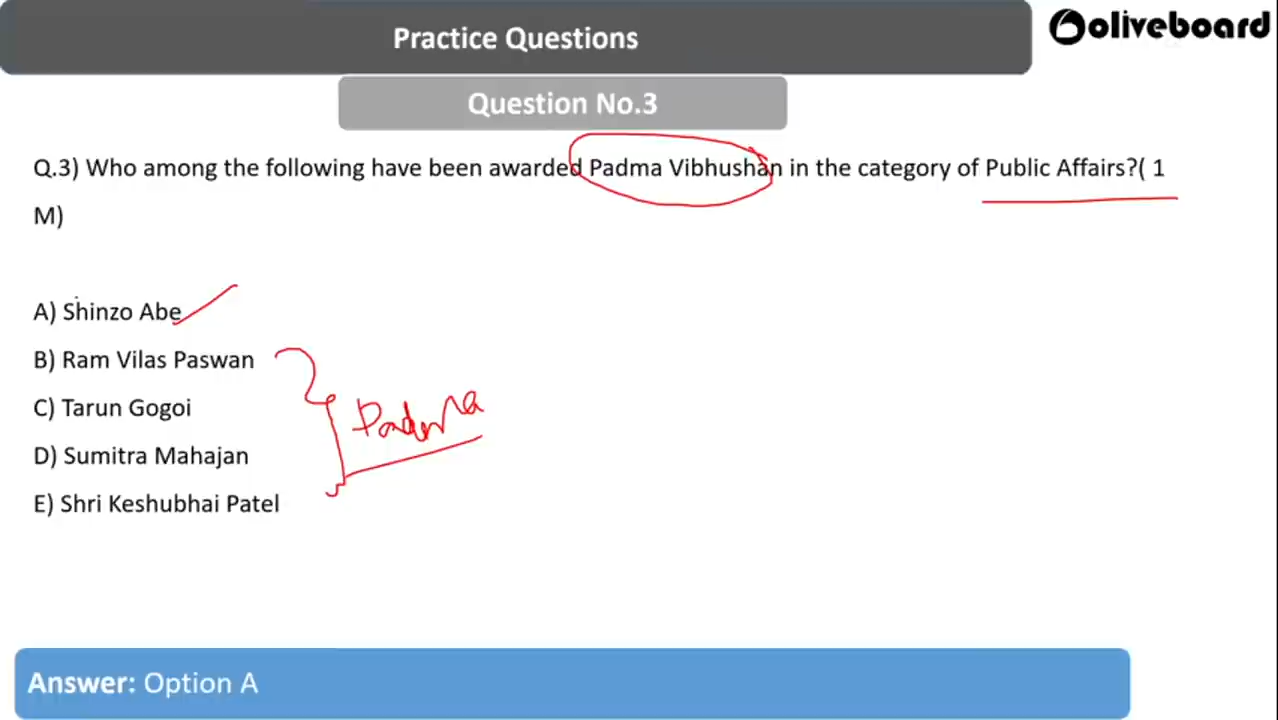 Practice Questions
oliveboard
Question No.3
Q.3) Who among the following have been awarded Padma Vibhushan in the category of Public Affairs?( 1
M)
A) Shinzo Abe
B) Ram Vilas Paswan
C) Tarun Gogoi
Padma
D) Sumitra Mahajan
E) Shri Keshubhai Patel
Answer: Option A